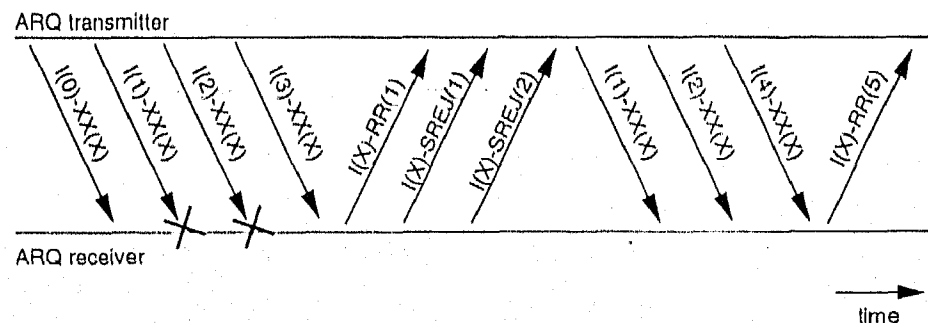 ARQ transmitter
I(0)-XX(X)
I(1)-XX(X)
I(2)-XX(X)
I(3)-XX(X)
I(X)-RR(1)
I(X)-SREJ(1)
I(X)-SREJ(2)
I(1)-XX(X)
I(2)-XX(X)
I(4)-XX(X)
I(X)-RR(5)
ARQ receiver
time